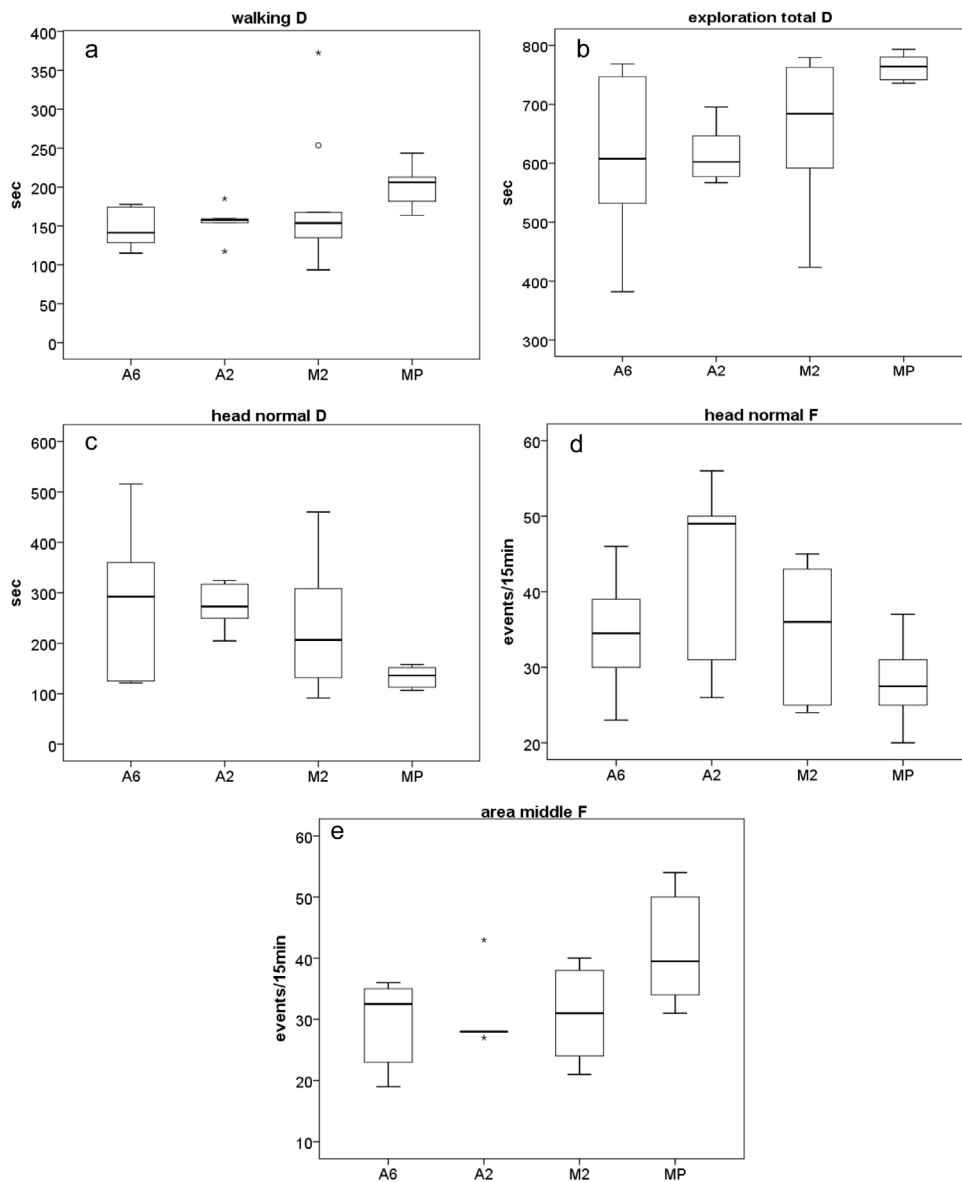 walking D
a
400
350
300
250
200
150
100
50
0
sec
A6 A2 M2 MP
exploration total D
b
800
700
600
500
400
300
sec
A6 A2 M2 MP
head normal D
c
600
500
400
300
200
100
0
sec
A6 A2 M2 MP
head normal F
d
60
50
40
30
20
events/15min
A6 A2 M2 MP
area middle F
e
60
50
40
30
20
10
events/15min
A6 A2 M2 MP